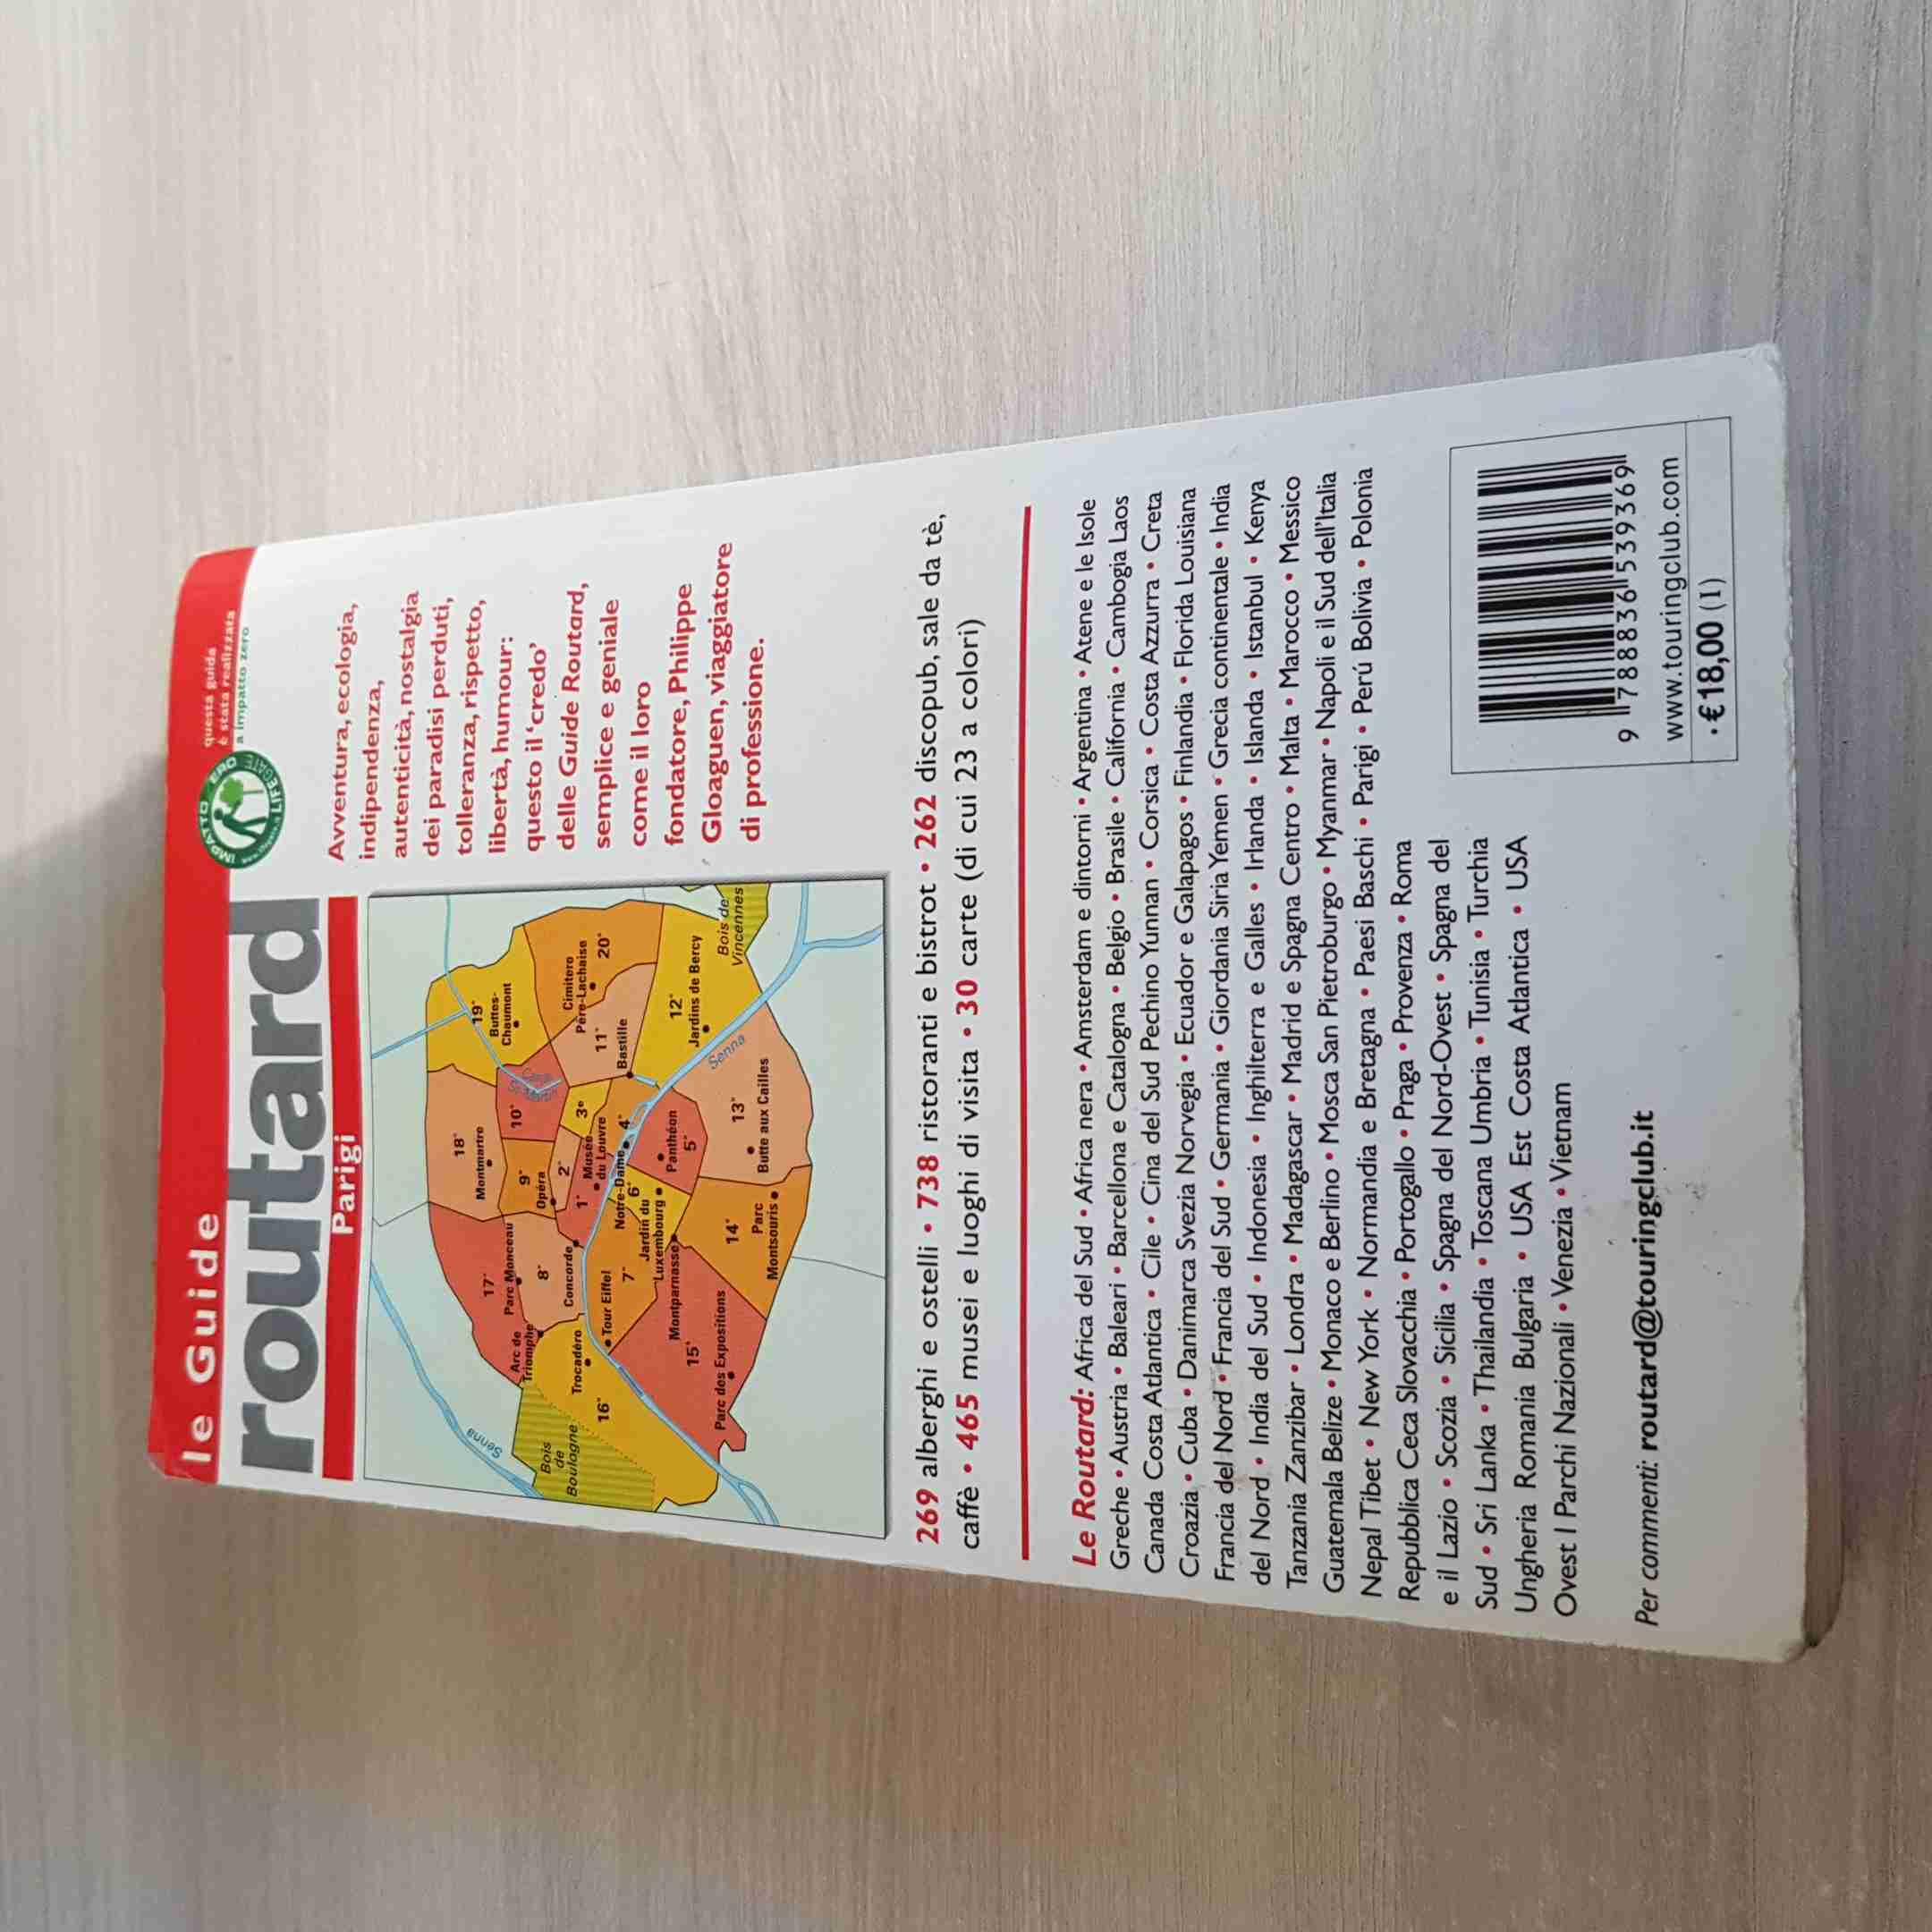 le Guide
routard
Parigi
IMPATTO ZERO
LIFEGATE
questa guida
è stata realizzata
a impatto zero
Avventura, ecologia,
indipendenza,
autenticità, nostalgia
dei paradisi perduti,
tolleranza, rispetto,
libertà, humour:
questo il 'credo'
delle Guide Routard,
semplice e geniale
come il loro
fondatore, Philippe
Gloaguen, viaggiatore
di professione.
Senna
18°
Montmartre
19°
Buttes-
Chaumont
17°
Parc Monceau
Arc de
Triomphe
9°
Opéra
10°
Canal
St-Martin
Cimitero
Père-Lachaise
20°
Bois
de
Boulogne
Trocadéro
16°
8°
Concorde
2°
1°
Musée
du Louvre
3°
11°
Bastille
Tour Eiffel
7°
Notre-Dame
4°
6°
Jardin du
Luxembourg
Panthéon
5°
12°
Jardins de Bercy
Bois de
Vincennes
Montparnasse
15°
Parc des Expositions
14°
Parc
Montsouris
13°
Butte aux Cailles
Senna
269 alberghi e ostelli • 738 ristoranti e bistrot • 262 discopub, sale da tè,
caffè • 465 musei e luoghi di visita • 30 carte (di cui 23 a colori)
Le Routard: Africa del Sud • Africa nera • Amsterdam e dintorni • Argentina • Atene e le Isole
Greche • Austria • Baleari • Barcellona e Catalogna • Belgio • Brasile • California • Cambogia Laos
Canada Costa Atlantica • Cile • Cina del Sud Pechino Yunnan • Corsica • Costa Azzurra • Creta
Croazia • Cuba • Danimarca Svezia Norvegia • Ecuador e Galapagos • Finlandia • Florida Louisiana
Francia del Nord • Francia del Sud • Germania • Giordania Siria Yemen • Grecia continentale • India
del Nord • India del Sud • Indonesia • Inghilterra e Galles • Irlanda • Islanda • Istanbul • Kenya
Tanzania Zanzibar • Londra • Madagascar • Madrid e Spagna Centro • Malta • Marocco • Messico
Guatemala Belize • Monaco e Berlino • Mosca San Pietroburgo • Myanmar • Napoli e il Sud dell'Italia
Nepal Tibet • New York • Normandia e Bretagna • Paesi Baschi • Parigi • Perú Bolivia • Polonia
Repubblica Ceca Slovacchia • Portogallo • Praga • Provenza • Roma
e il Lazio • Scozia • Sicilia • Spagna del Nord-Ovest • Spagna del
Sud • Sri Lanka • Thailandia • Toscana Umbria • Tunisia • Turchia
Ungheria Romania Bulgaria • USA Est Costa Atlantica • USA
Ovest I Parchi Nazionali • Venezia • Vietnam
Per commenti: routard@touringclub.it
9 788836 539369
www.touringclub.com
• € 18,00 (I)